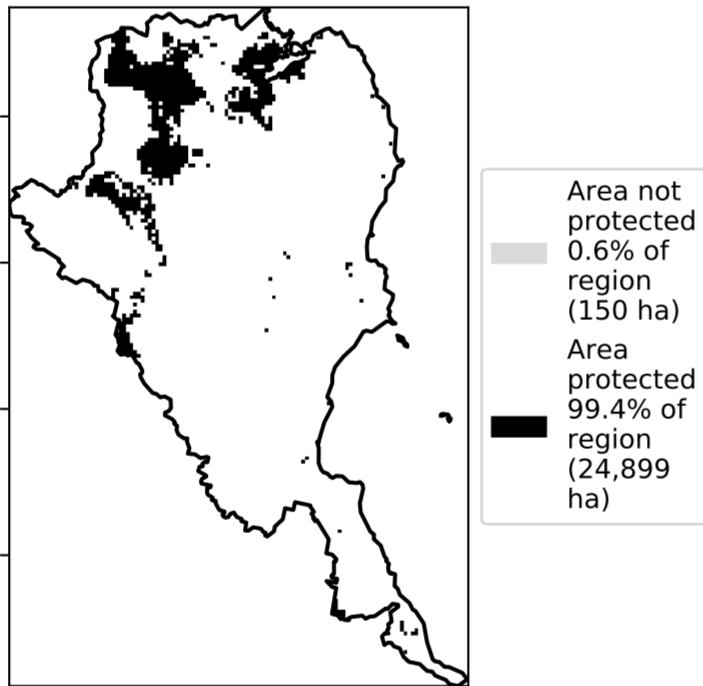 Area not
protected
0.6% of
region
(150 ha)
Area
protected
99.4% of
region
(24,899
ha)